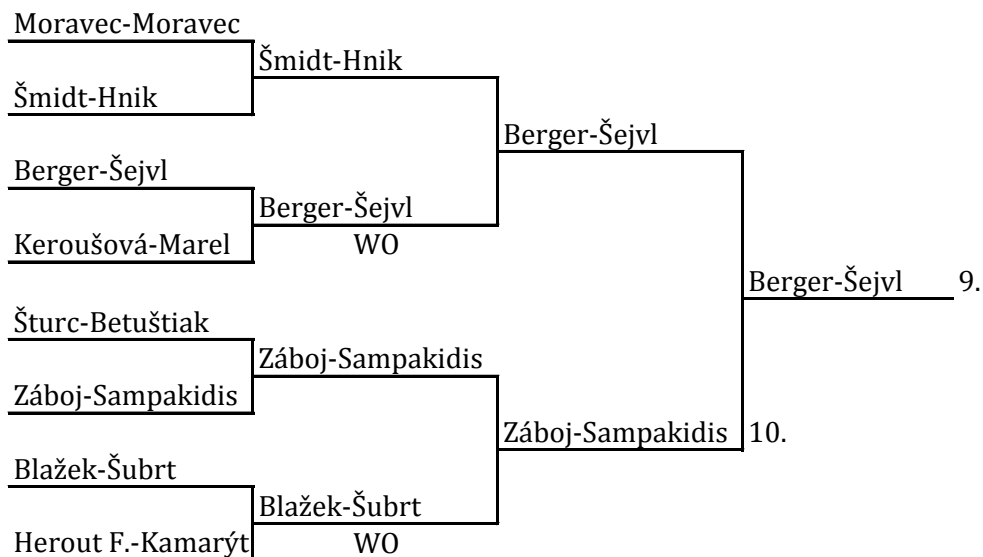 Moravec-Moravec
Šmidt-Hnik
Šmidt-Hnik
Berger-Šejvl
Berger-Šejvl
Berger-Šejvl
Keroušová-Marel
WO
Berger-Šejvl 9.
Šturc-Betuštiak
Záboj-Sampakidis
Záboj-Sampakidis
Záboj-Sampakidis 10.
Blažek-Šubrt
Blažek-Šubrt
Herout F.-Kamarýt
WO